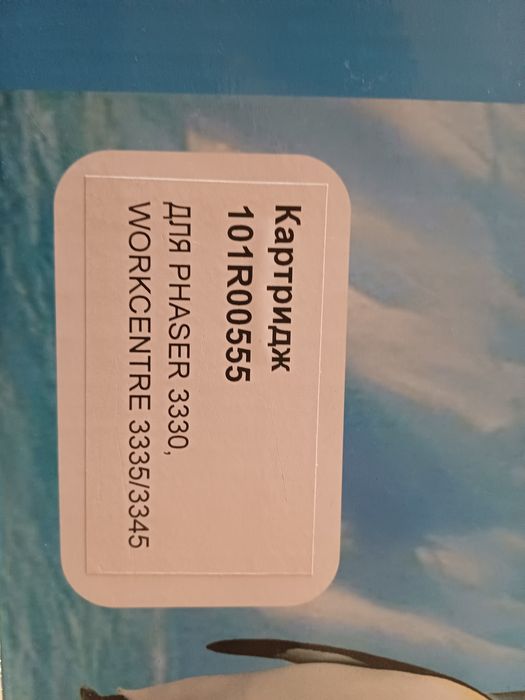 Картридж
101R00555
ДЛЯ PHASER 3330,
WORKCENTRE 3335/3345